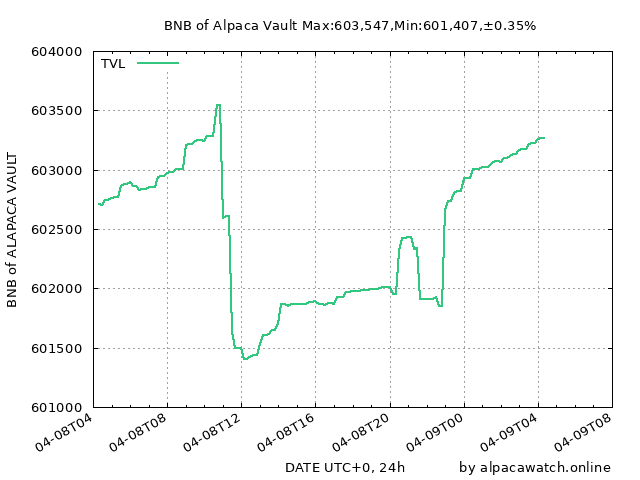 BNB of Alpaca Vault Max:603,547,Min:601,407,±0.35%
TVL
BNB of ALAPACA VAULT
604000
603500
603000
602500
602000
601500
601000
04-08T04
04-08T08
04-08T12
04-08T16
04-08T20
04-09T00
04-09T04
04-09T08
DATE UTC+0, 24h
by alpacawatch.online